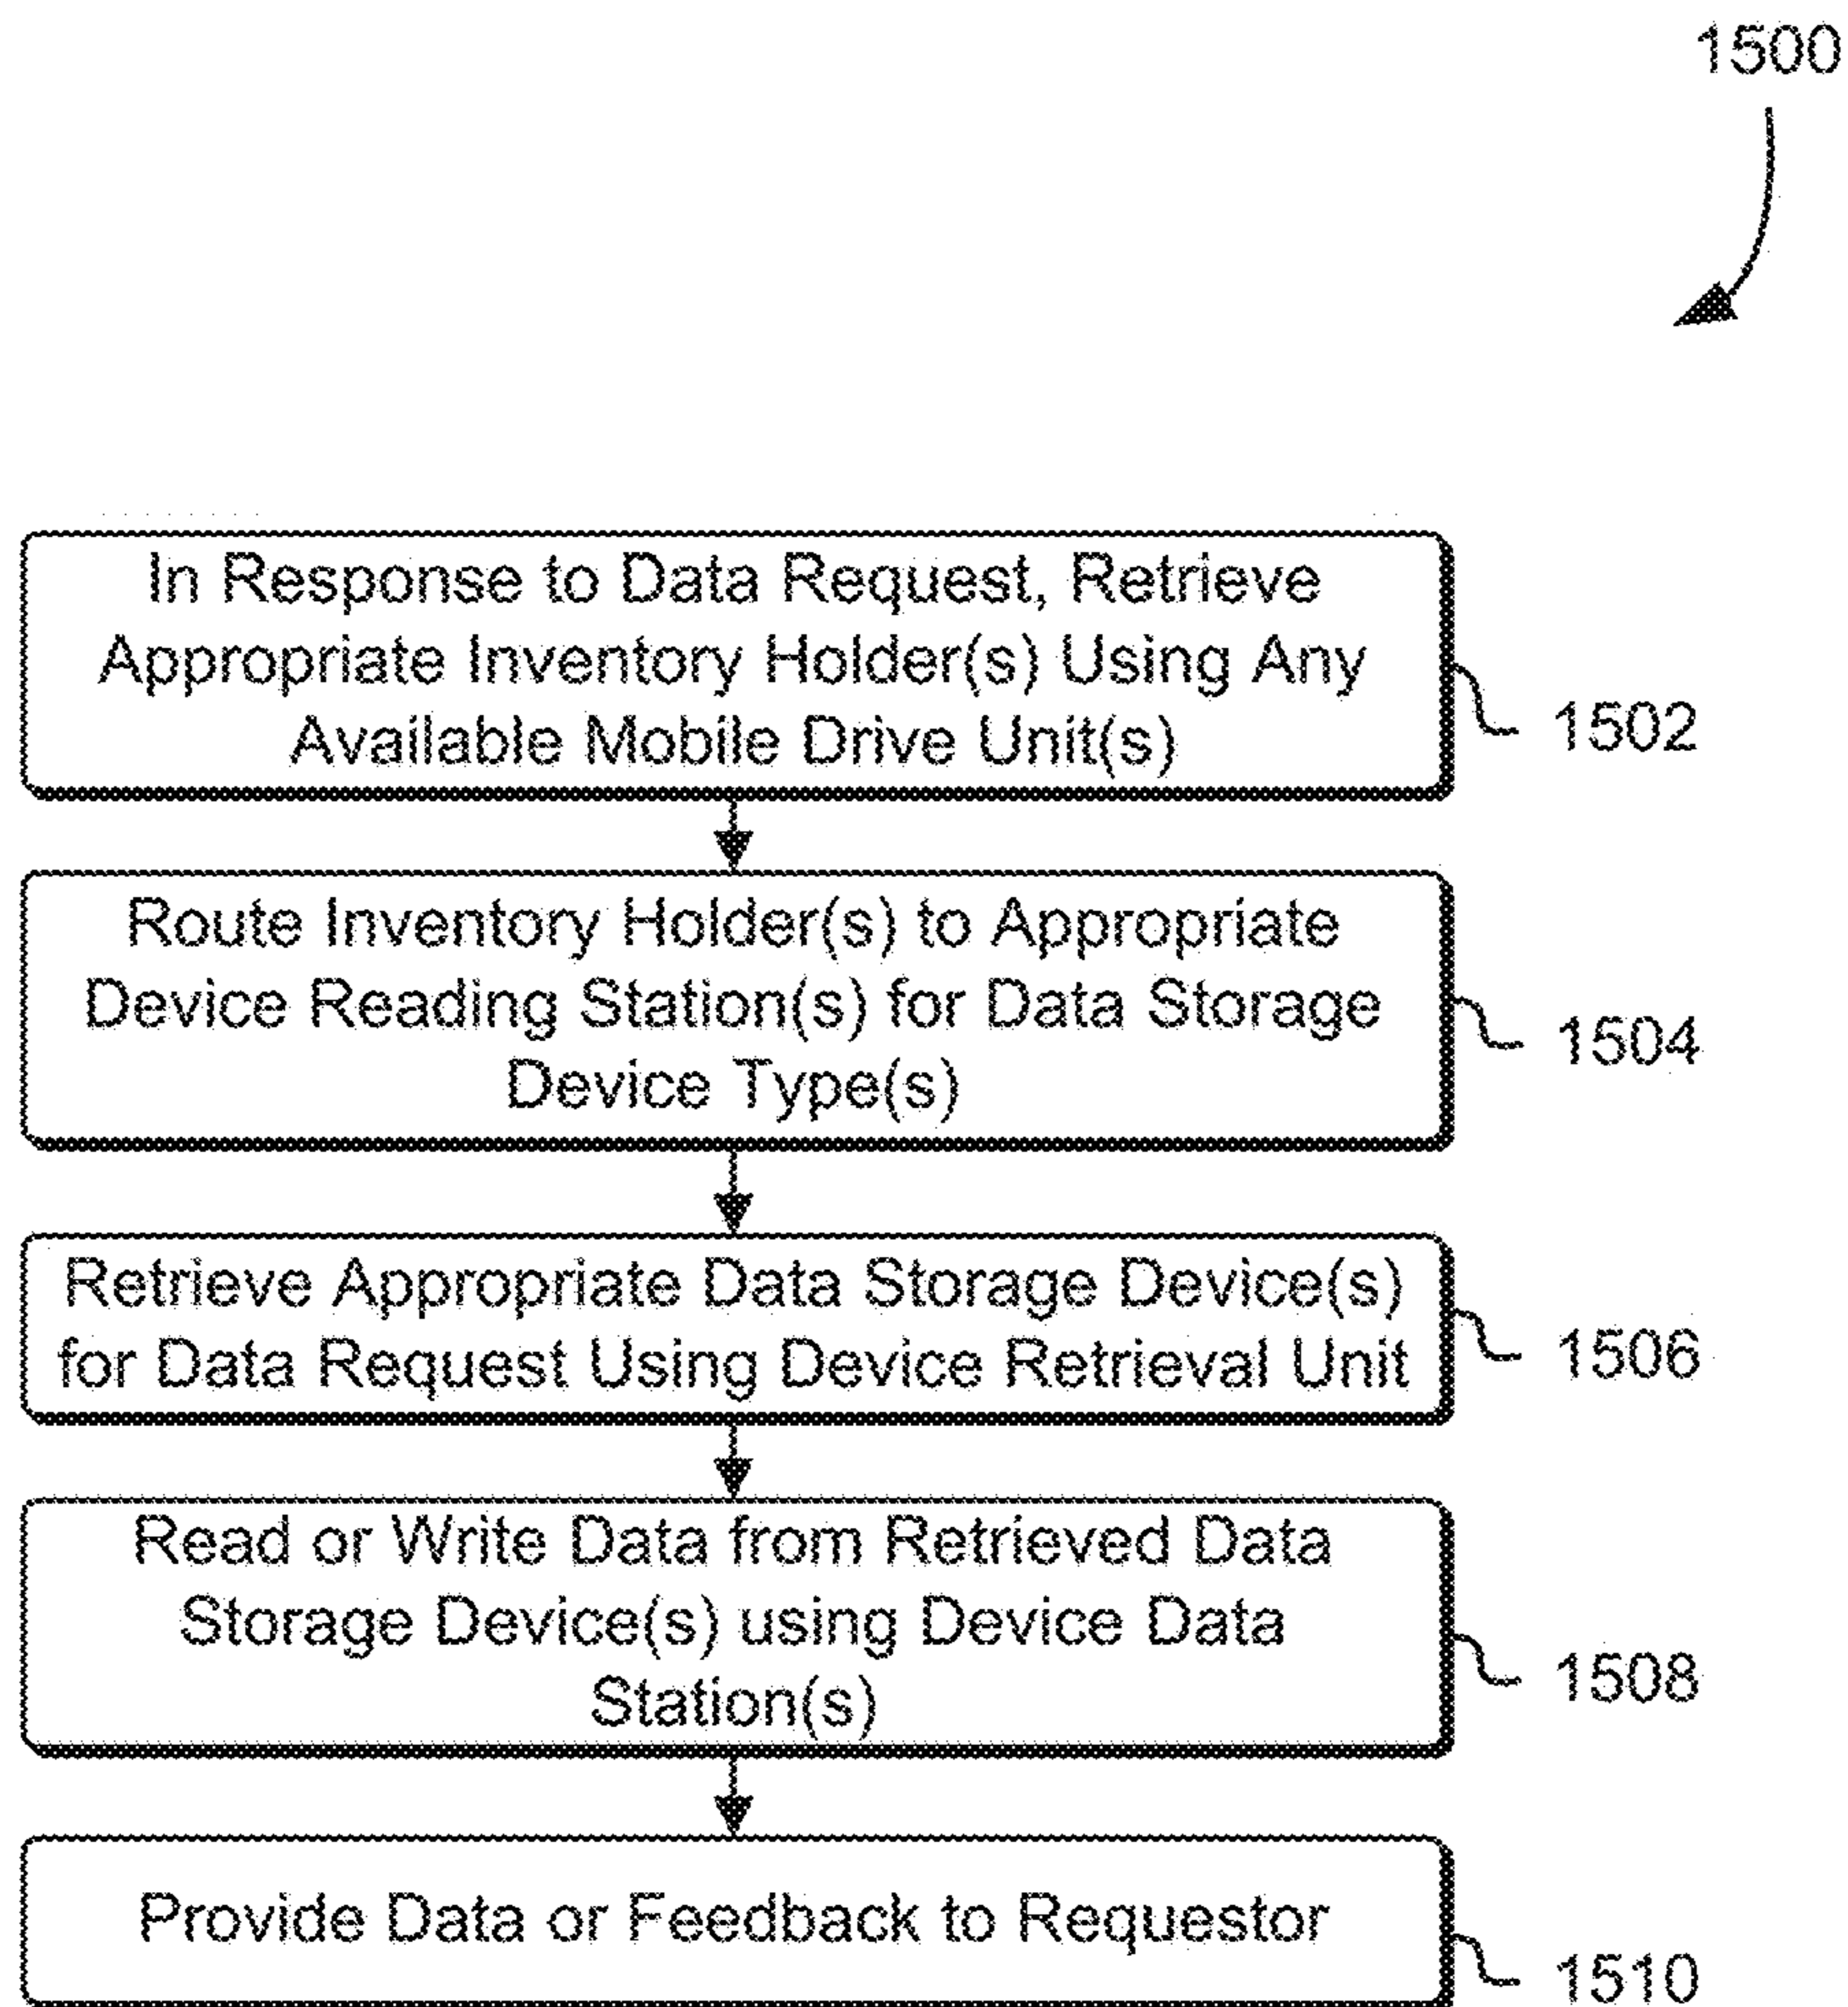 1500
In Response to Data Request, Retrieve
Appropriate Inventory Holder(s) Using Any
Available Mobile Drive Unit(s)
1502
Route Inventory Holder(s) to Appropriate
Device Reading Station(s) for Data Storage
Device Type(s)
1504
Retrieve Appropriate Data Storage Device(s)
for Data Request Using Device Retrieval Unit
1506
Read or Write Data from Retrieved Data
Storage Device(s) using Device Data
Station(s)
1508
Provide Data or Feedback to Requestor
1510